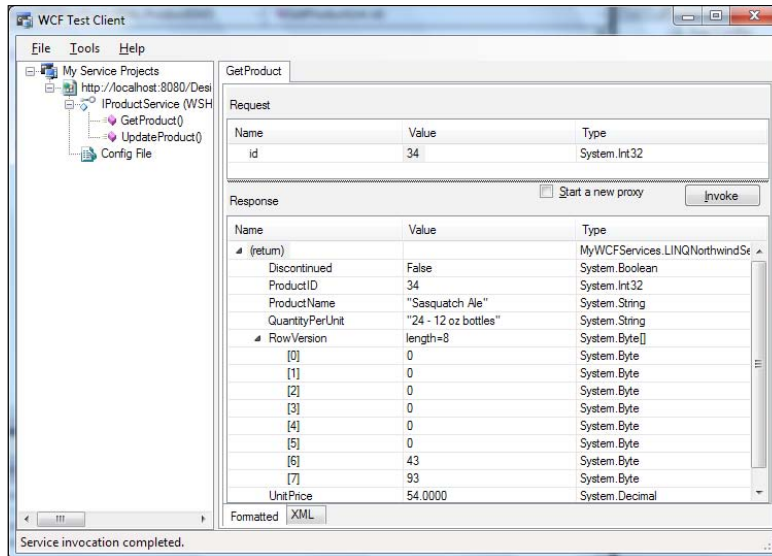 WCF Test Client
File Tools Help
My Service Projects
http://localhost:8080/Desi
IProductService (WSH
GetProduct()
UpdateProduct()
Config File
GetProduct
Request
Name Value Type
id 34 System.Int32
Response Start a new proxy Invoke
Name Value Type
(return) MyWCFServices.LINQNorthwindSe
Discontinued False System.Boolean
ProductID 34 System.Int32
ProductName "Sasquatch Ale" System.String
QuantityPerUnit "24 - 12 oz bottles" System.String
RowVersion length=8 System.Byte[]
[0] 0 System.Byte
[1] 0 System.Byte
[2] 0 System.Byte
[3] 0 System.Byte
[4] 0 System.Byte
[5] 0 System.Byte
[6] 43 System.Byte
[7] 93 System.Byte
UnitPrice 54.0000 System.Decimal
Formatted XML
Service invocation completed.